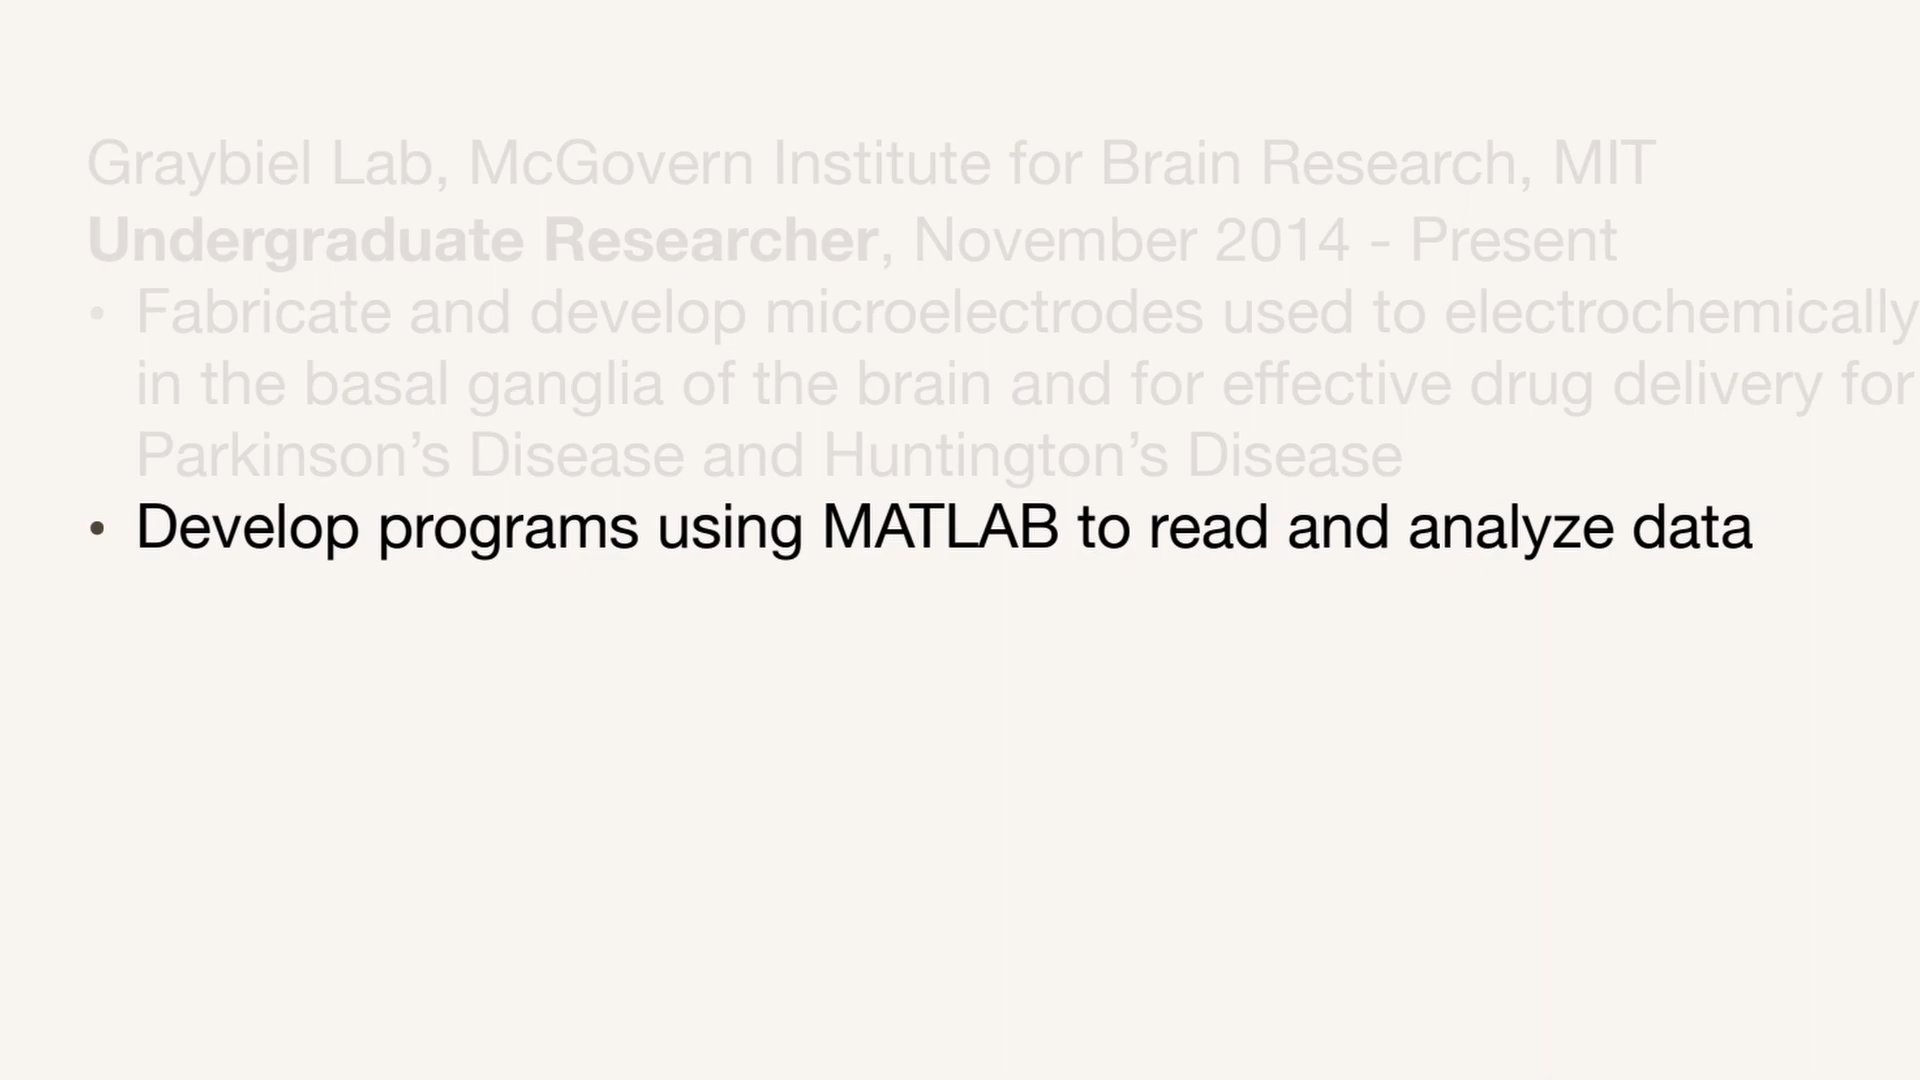 Graybiel Lab, McGovern Institute for Brain Research, MIT
Undergraduate Researcher, November 2014 - Present
• Fabricate and develop microelectrodes used to electrochemically
in the basal ganglia of the brain and for effective drug delivery for
Parkinson’s Disease and Huntington’s Disease
• Develop programs using MATLAB to read and analyze data